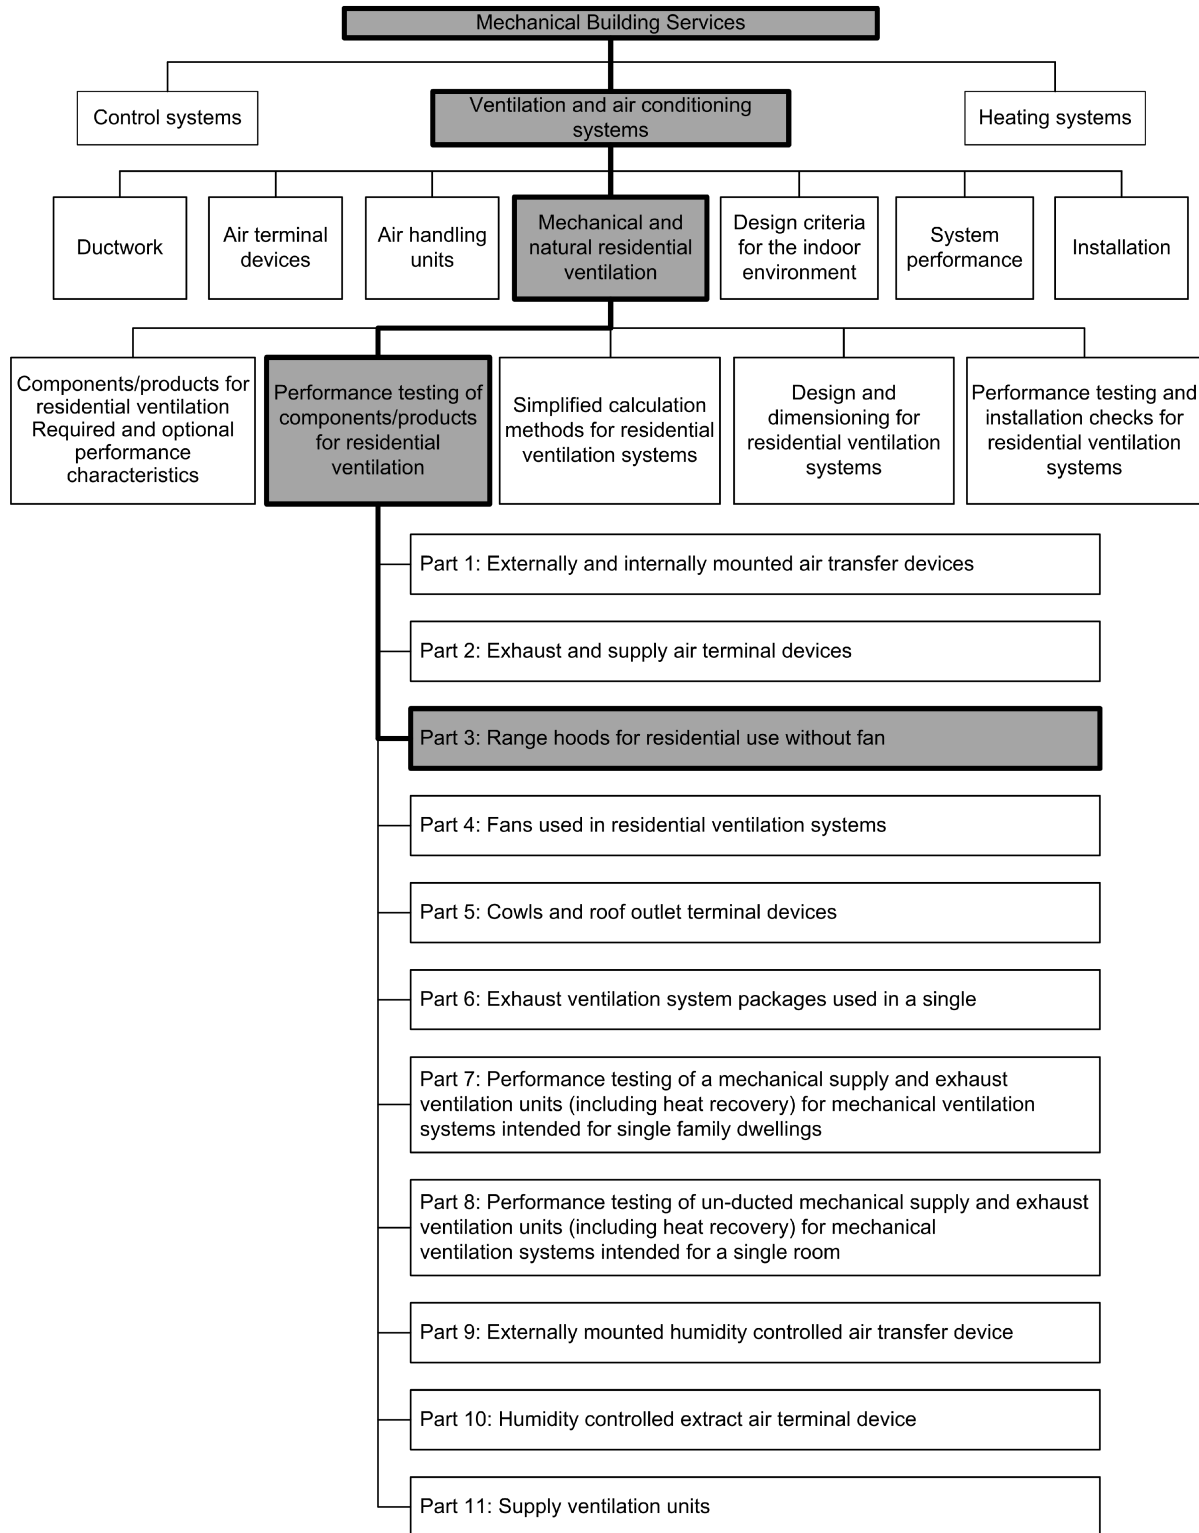 Mechanical Building Services
Control systems
Ventilation and air conditioning
systems
Heating systems
Ductwork
Air terminal
devices
Air handling
units
Mechanical and
natural residential
ventilation
Design criteria
for the indoor
environment
System
performance
Installation
Components/products for
residential ventilation
Required and optional
performance
characteristics
Performance testing of
components/products
for residential
ventilation
Simplified calculation
methods for residential
ventilation systems
Design and
dimensioning for
residential ventilation
systems
Performance testing and
installation checks for
residential ventilation
systems
Part 1: Externally and internally mounted air transfer devices
Part 2: Exhaust and supply air terminal devices
Part 3: Range hoods for residential use without fan
Part 4: Fans used in residential ventilation systems
Part 5: Cowls and roof outlet terminal devices
Part 6: Exhaust ventilation system packages used in a single
Part 7: Performance testing of a mechanical supply and exhaust
ventilation units (including heat recovery) for mechanical ventilation
systems intended for single family dwellings
Part 8: Performance testing of un-ducted mechanical supply and exhaust
ventilation units (including heat recovery) for mechanical
ventilation systems intended for a single room
Part 9: Externally mounted humidity controlled air transfer device
Part 10: Humidity controlled extract air terminal device
Part 11: Supply ventilation units